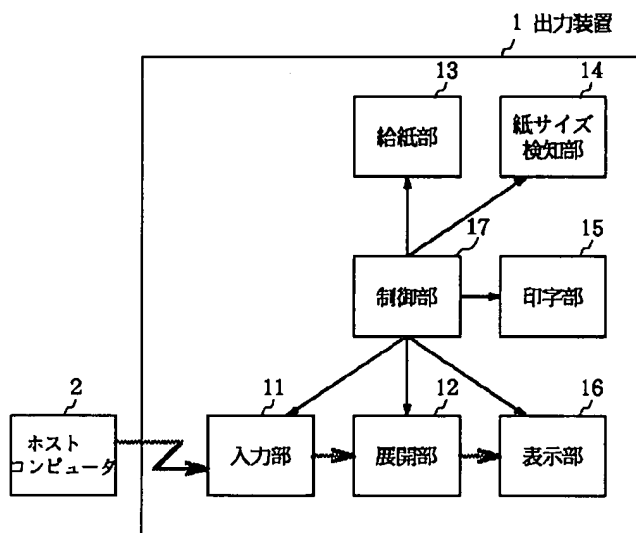 1 出力装置
13
給紙部
14
紙サイズ
検知部
17
制御部
15
印字部
2
ホスト
コンピュータ
11
入力部
12
展開部
16
表示部